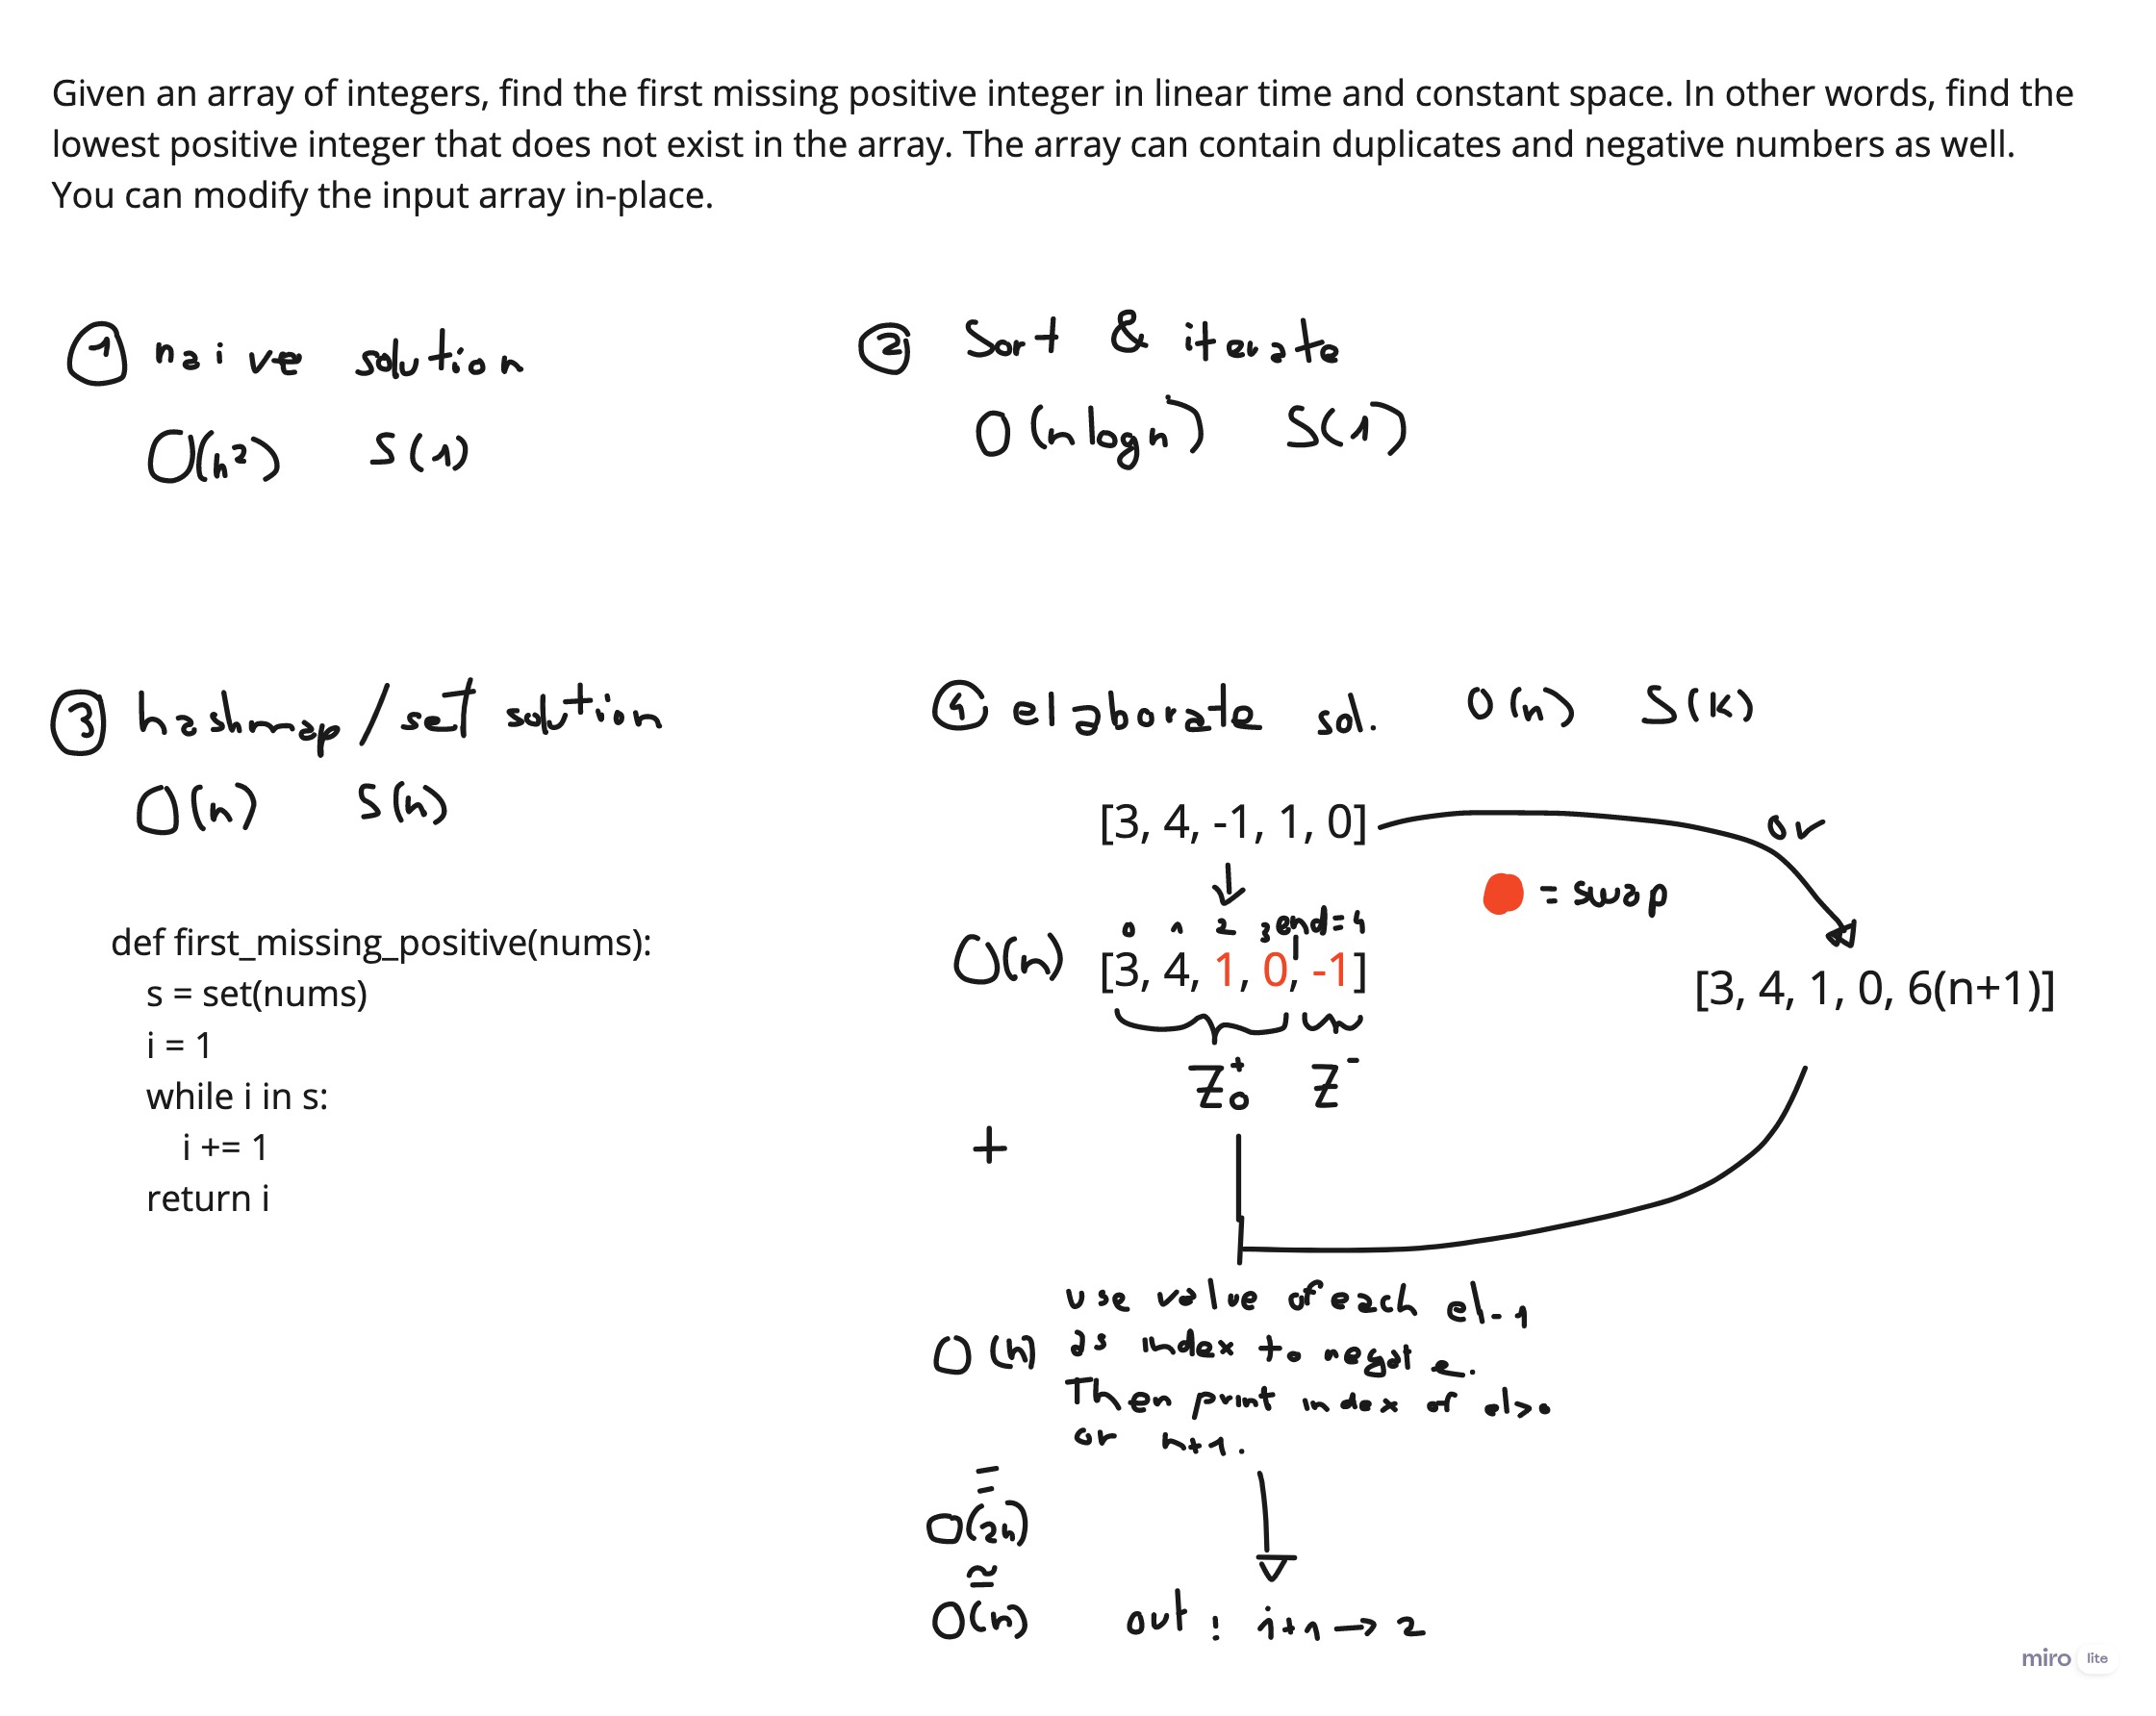 Given an array of integers, find the first missing positive integer in linear time and constant space. In other words, find the
lowest positive integer that does not exist in the array. The array can contain duplicates and negative numbers as well.
You can modify the input array in-place.
1 naive solution
O(n²) S(1)
2 Sort & iterate
O(n logn) S(1)
3 hashmap/set solution
O(n) S(n)
def first_missing_positive(nums):
s = set(nums)
i = 1
while i in s:
i += 1
return i
4 elaborate sol. O(n) S(K)
[3, 4, -1, 1, 0]
or
= swap
0 1 2 3 end=4
O(n) [3, 4, 1, 0, -1]
[3, 4, 1, 0, 6(n+1)]
Z₀⁺ Z⁻
+
use value of each el-1
O(n) as index to negate.
Then print index of el>0
or n+1.
=
O(2n)
≅
O(n) out: i+1 → 2
miro lite